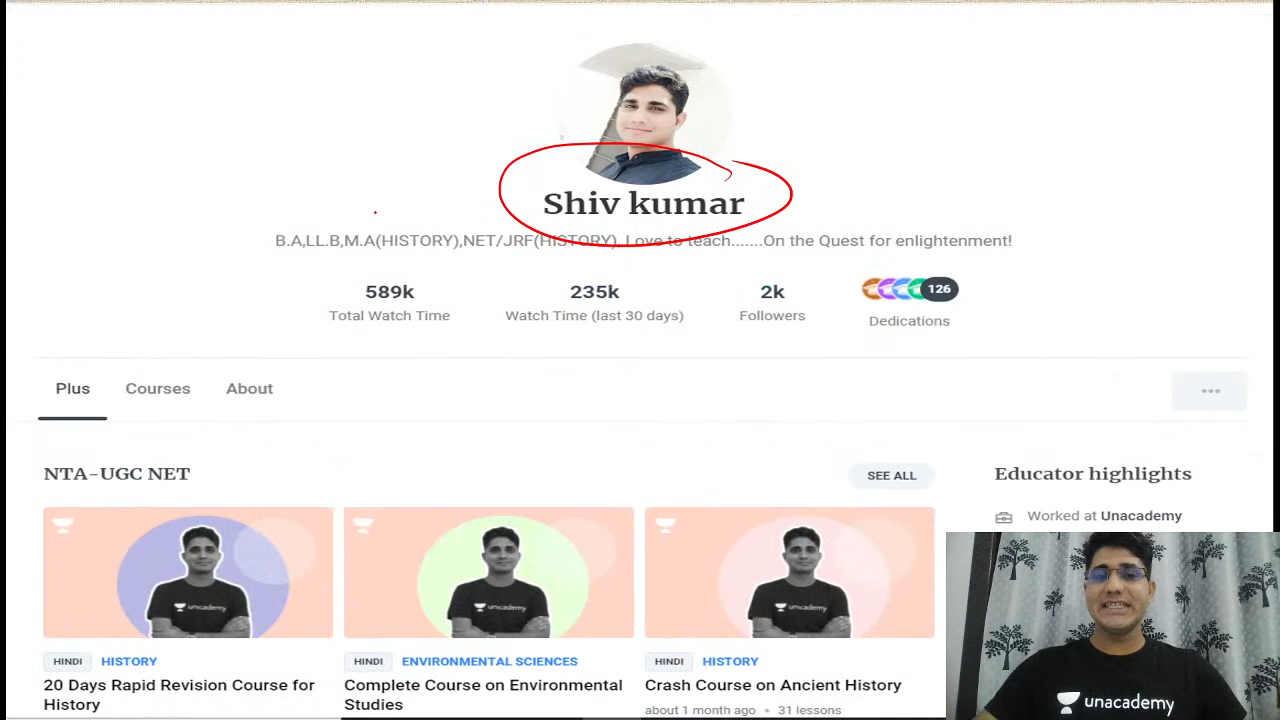 Shiv kumar
B.A,LL.B,M.A(HISTORY),NET/JRF(HISTORY), Love to teach.......On the Quest for enlightenment!
589k 235k 2k 126
Total Watch Time Watch Time (last 30 days) Followers Dedications
Plus Courses About
NTA-UGC NET SEE ALL Educator highlights
Worked at Unacademy
unacademy unacademy unacademy
HINDI HISTORY HINDI ENVIRONMENTAL SCIENCES HINDI HISTORY
20 Days Rapid Revision Course for History
Complete Course on Environmental Studies
Crash Course on Ancient History
about 1 month ago • 31 lessons
unacademy